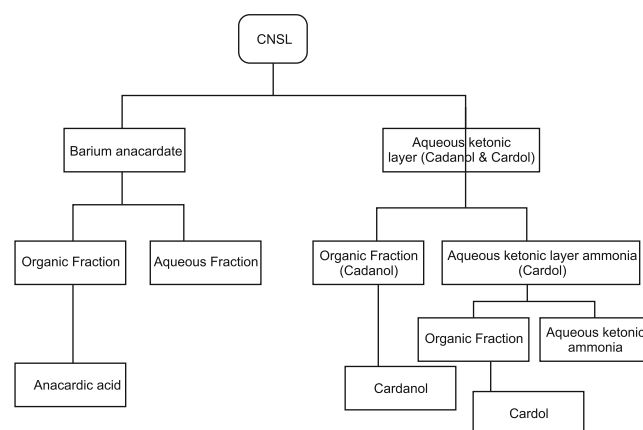 CNSL
Barium anacardate
Aqueous ketonic
layer (Cadanol & Cardol)
Organic Fraction
Aqueous Fraction
Organic Fraction
(Cadanol)
Aqueous ketonic layer ammonia
(Cardol)
Organic Fraction
Aqueous ketonic
ammonia
Anacardic acid
Cardanol
Cardol